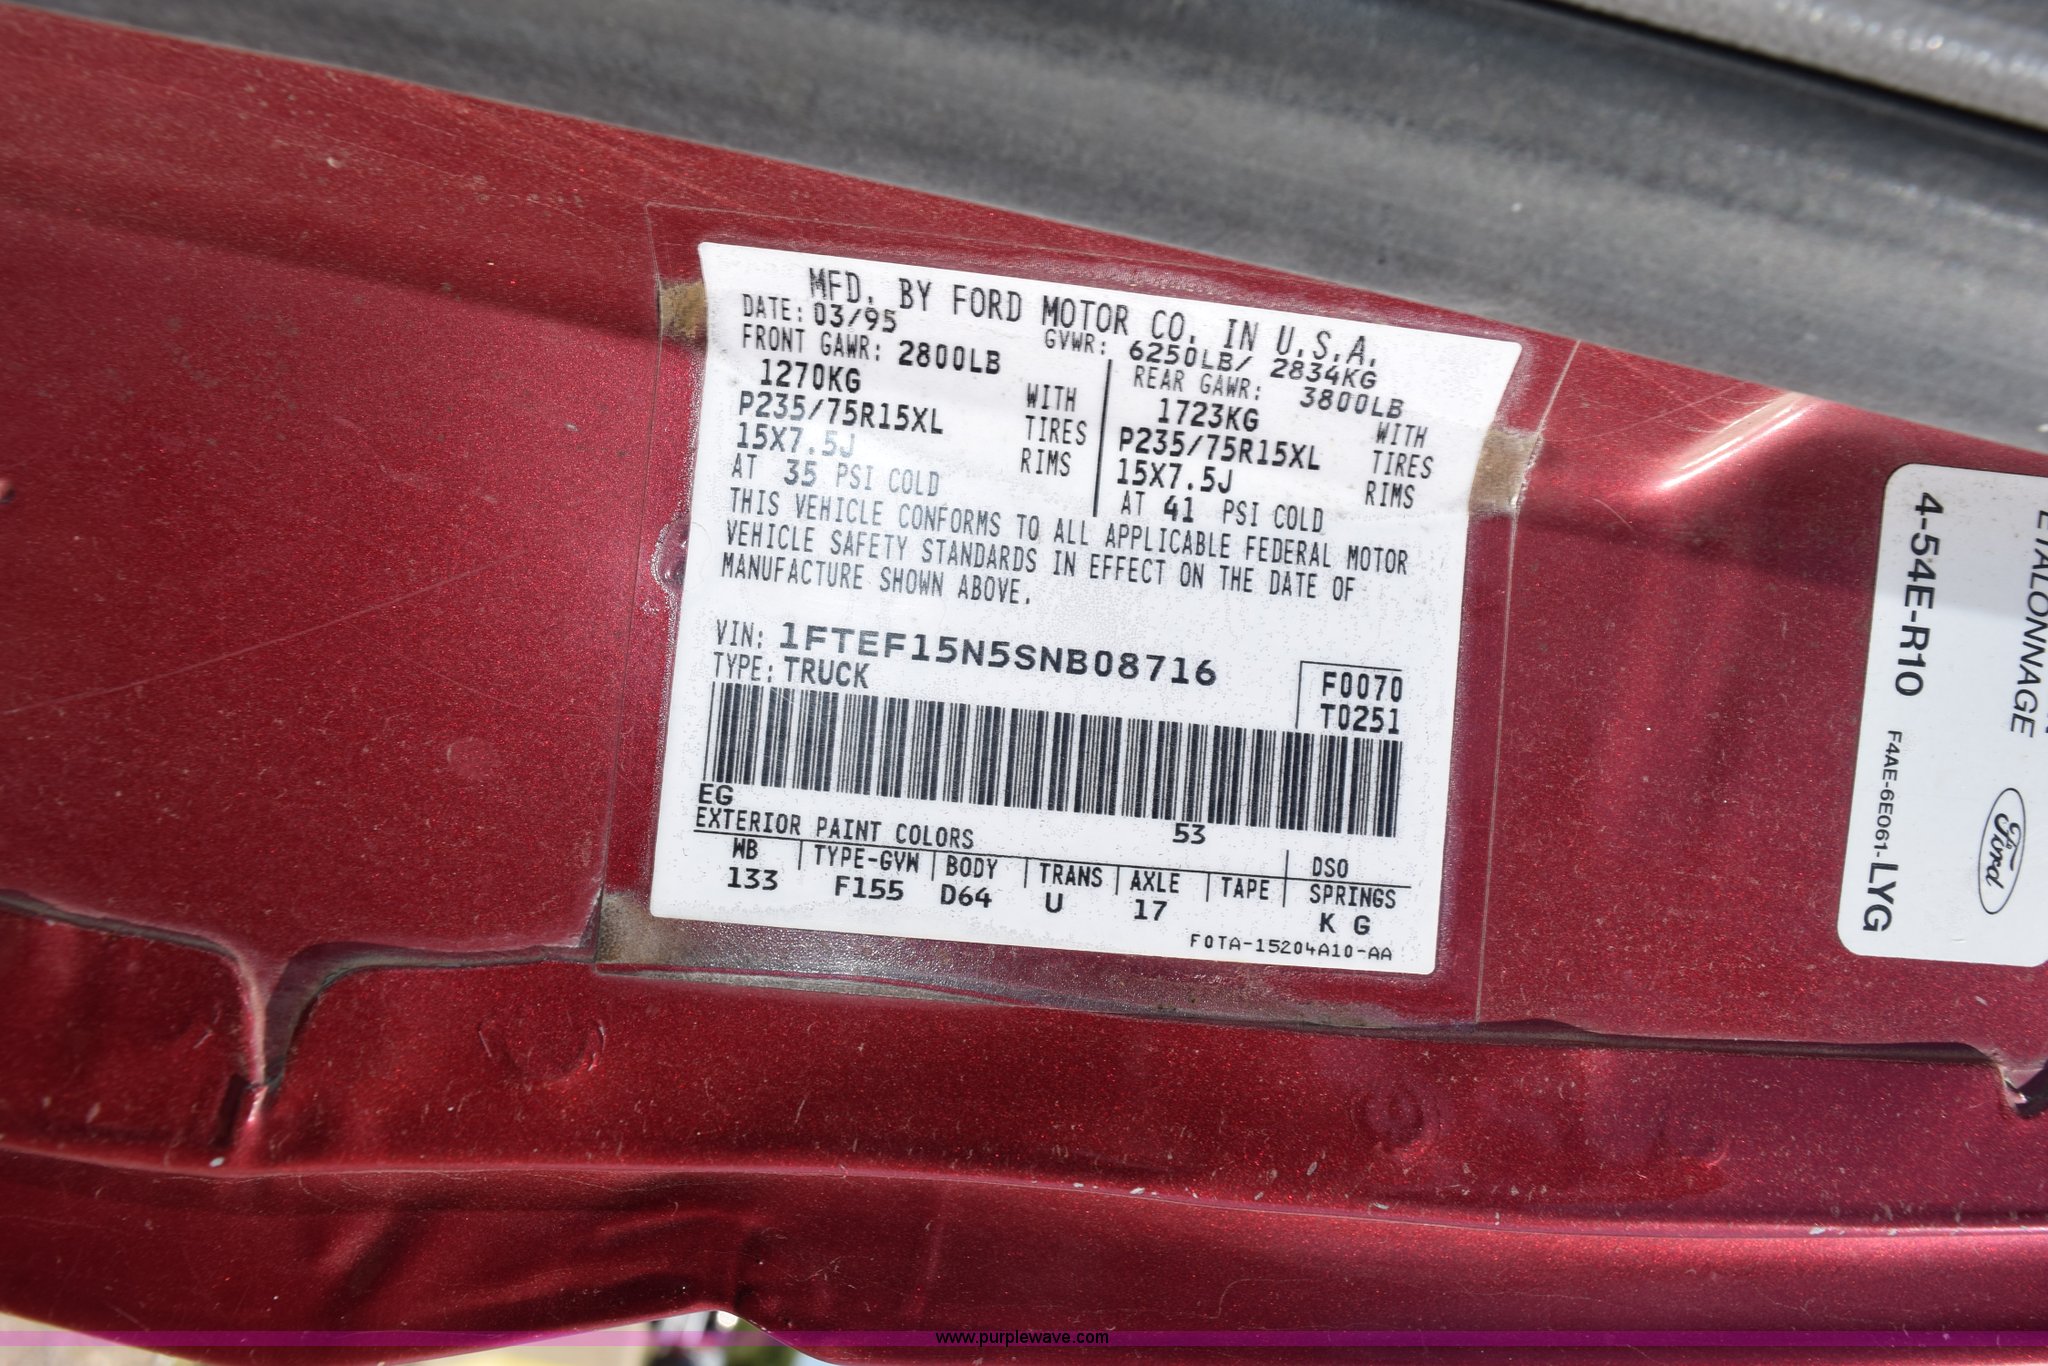 MFD. BY FORD MOTOR CO. IN U.S.A.
DATE: 03/95 GVWR: 6250LB/ 2834KG
FRONT GAWR: 2800LB REAR GAWR: 3800LB
1270KG WITH 1723KG WITH
P235/75R15XL TIRES P235/75R15XL TIRES
15X7.5J RIMS 15X7.5J RIMS
AT 35 PSI COLD AT 41 PSI COLD
THIS VEHICLE CONFORMS TO ALL APPLICABLE FEDERAL MOTOR
VEHICLE SAFETY STANDARDS IN EFFECT ON THE DATE OF
MANUFACTURE SHOWN ABOVE.
VIN: 1FTEF15N5SNB08716
TYPE: TRUCK
F0070
T0251
EG 53
EXTERIOR PAINT COLORS DSO
WB TYPE-GVW BODY TRANS AXLE TAPE SPRINGS
133 F155 D64 U 17 K G
F0TA-15204A10-AA
ETALONNAGE
4-54E-R10 F4AE-6E061-LYG
Ford
www.purplewave.com